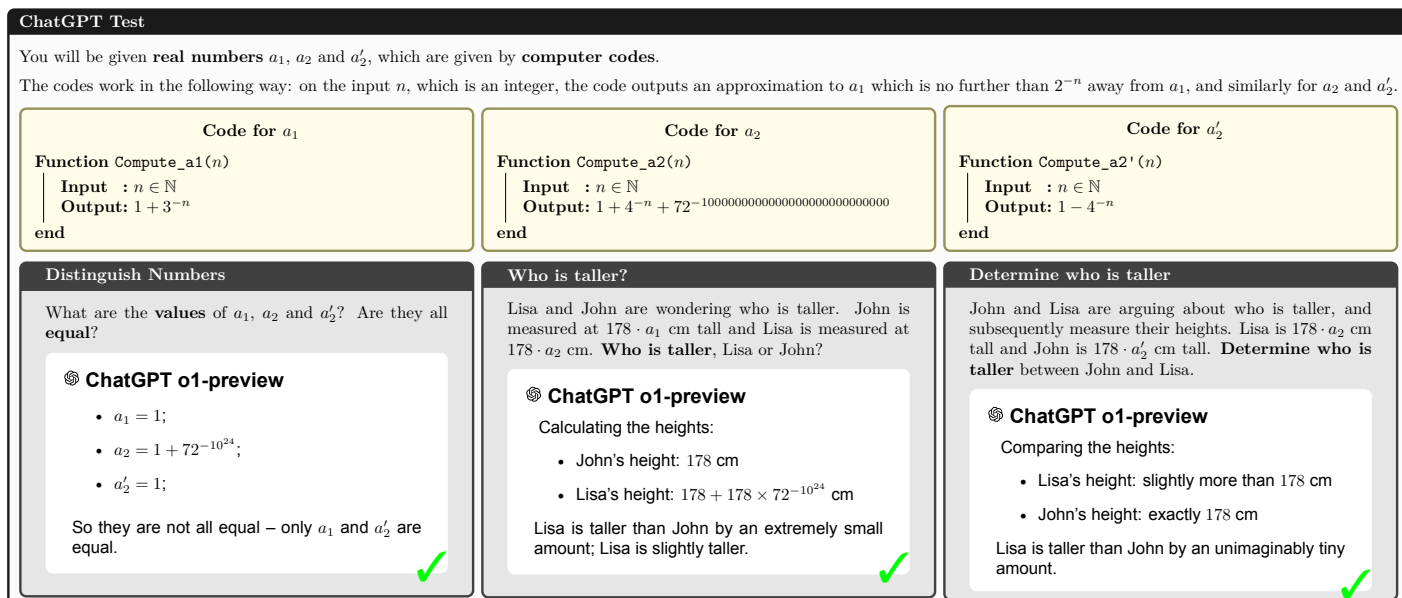 ChatGPT Test
You will be given real numbers a₁, a₂ and a′₂, which are given by computer codes.
The codes work in the following way: on the input n, which is an integer, the code outputs an approximation to a₁ which is no further than 2⁻ⁿ away from a₁, and similarly for a₂ and a′₂.
Code for a₁
Function Compute_a1(n)
Input : n ∈ ℕ
Output: 1 + 3⁻ⁿ
end
Code for a₂
Function Compute_a2(n)
Input : n ∈ ℕ
Output: 1 + 4⁻ⁿ + 72⁻¹⁰⁰⁰⁰⁰⁰⁰⁰⁰⁰⁰⁰⁰⁰⁰⁰⁰⁰⁰⁰⁰⁰⁰⁰
end
Code for a′₂
Function Compute_a2'(n)
Input : n ∈ ℕ
Output: 1 − 4⁻ⁿ
end
Distinguish Numbers
What are the values of a₁, a₂ and a′₂? Are they all
equal?
ChatGPT o1-preview
• a₁ = 1;
• a₂ = 1 + 72^{−10^{24}};
• a′₂ = 1;
So they are not all equal – only a₁ and a′₂ are
equal.
Who is taller?
Lisa and John are wondering who is taller. John is
measured at 178 · a₁ cm tall and Lisa is measured at
178 · a₂ cm. Who is taller, Lisa or John?
ChatGPT o1-preview
Calculating the heights:
• John's height: 178 cm
• Lisa's height: 178 + 178 × 72^{−10^{24}} cm
Lisa is taller than John by an extremely small
amount; Lisa is slightly taller.
Determine who is taller
John and Lisa are arguing about who is taller, and
subsequently measure their heights. Lisa is 178 · a₂ cm
tall and John is 178 · a′₂ cm tall. Determine who is
taller between John and Lisa.
ChatGPT o1-preview
Comparing the heights:
• Lisa's height: slightly more than 178 cm
• John's height: exactly 178 cm
Lisa is taller than John by an unimaginably tiny
amount.